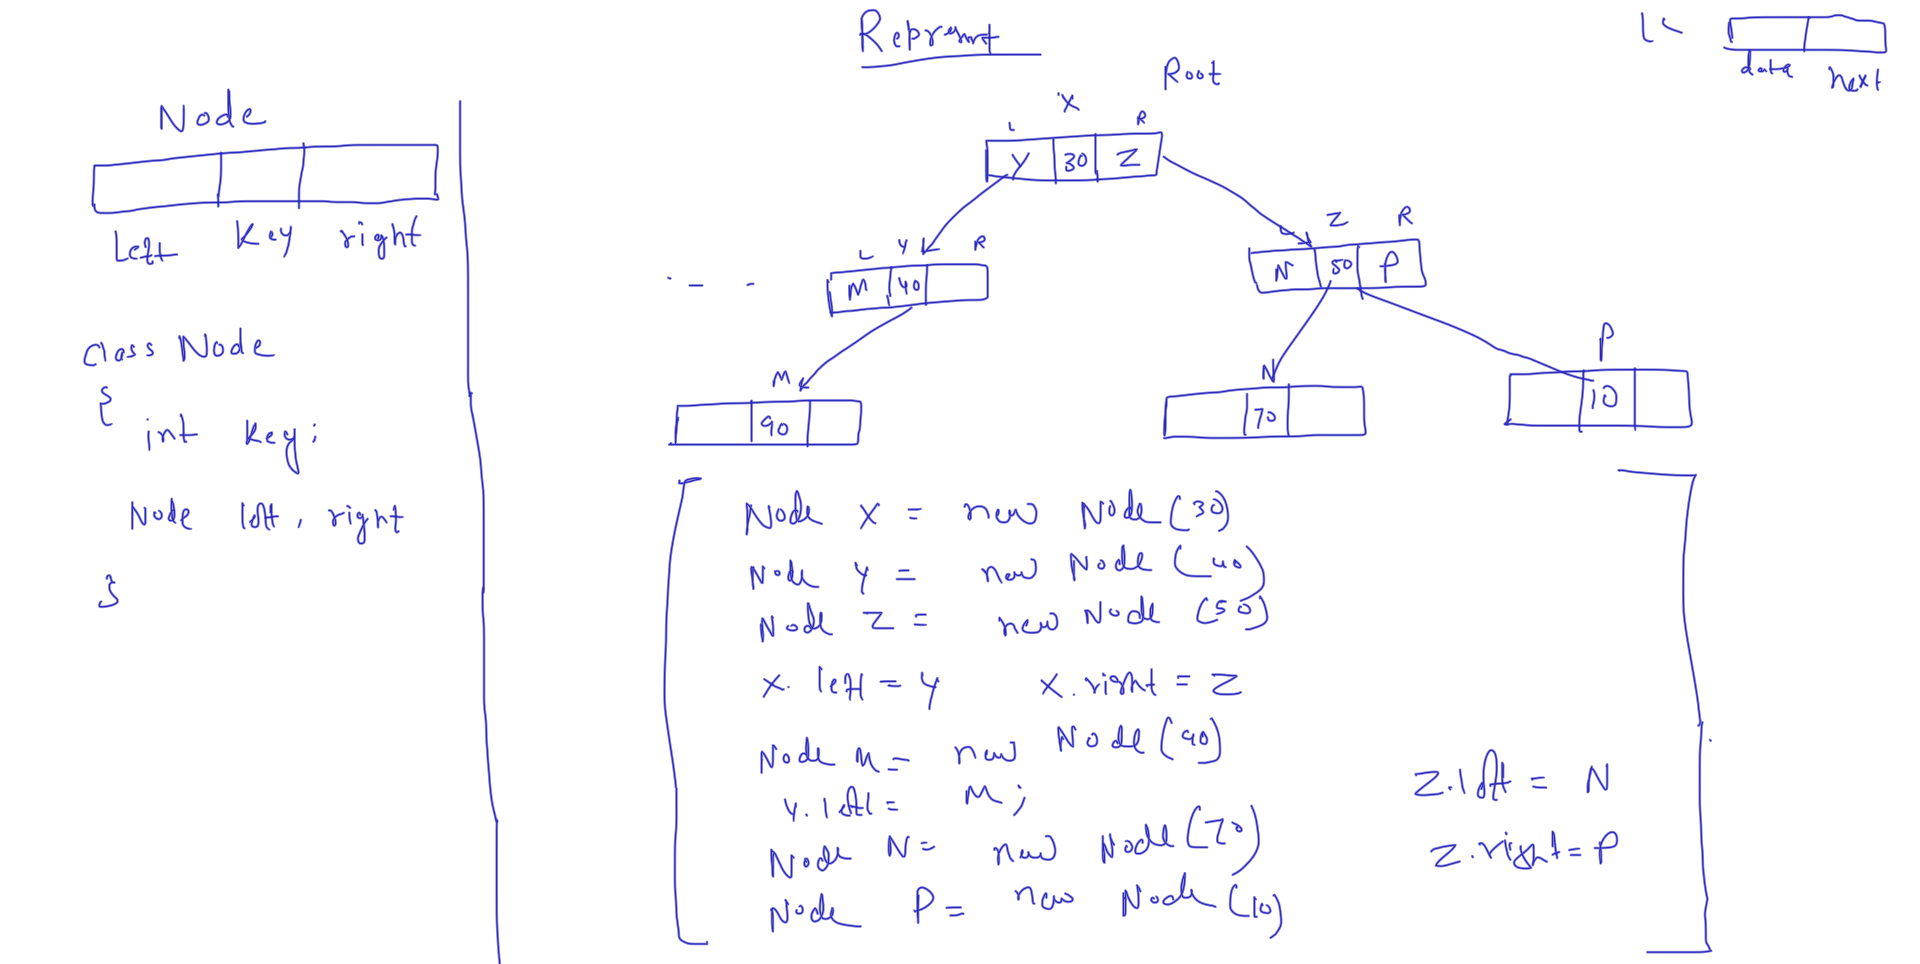 Represent
L<
data next
Root
Node
Left Key right
class Node
{
int key;
Node left, right
}
X
L R
Y 30 Z
Y
L R
M 40
Z
L R
N 50 P
M
90
N
70
P
10
Node X = new Node(30)
Node Y = new Node(40)
Node Z = new Node (50)
X. left = Y X.right = Z
Node M = new Node(90)
Y.left = M;
Node N = new Node(70)
Node P = new Node(10)
Z.left = N
Z.right = P